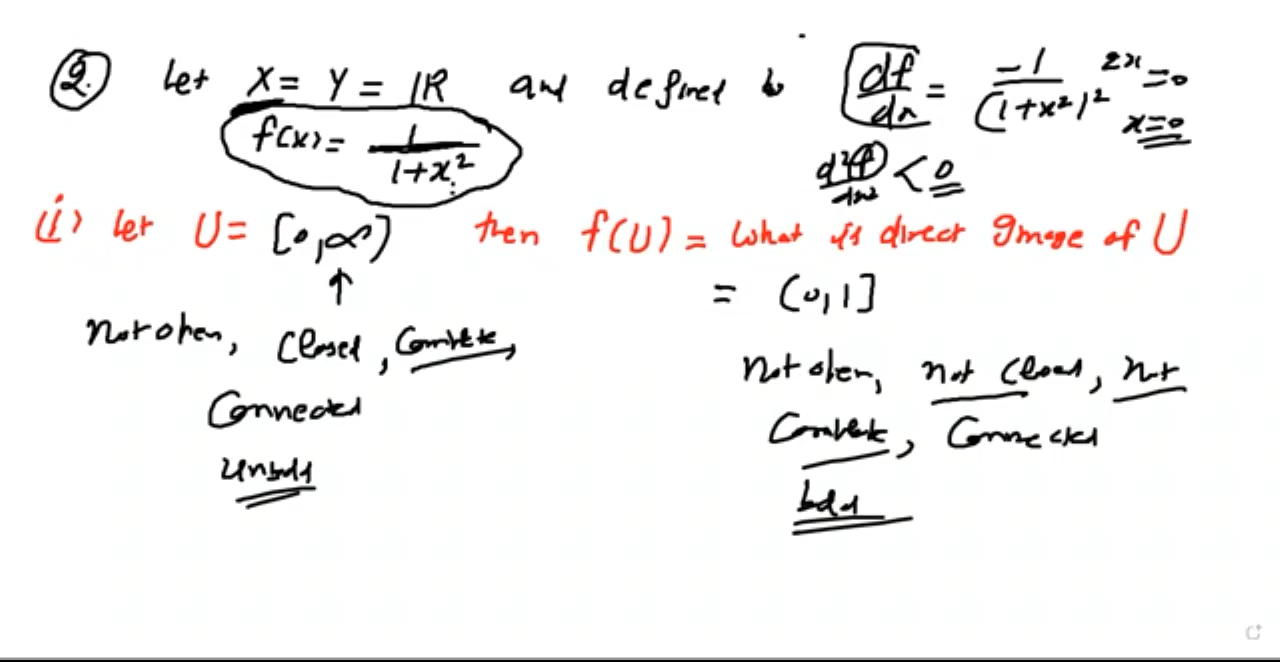 2. Let X = Y = ℝ and defined by
f(x) = 1/(1+x²)
df/dx = -1/(1+x²)² 2x = 0
x = 0
d²f/dx² < 0
(i) Let U = [0, ∞) then f(U) = What is direct Image of U
= (0, 1]
Not open, Closed, Complete,
Connected
Unbdd
Not open, not closed, not
Complete, Connected
bdd